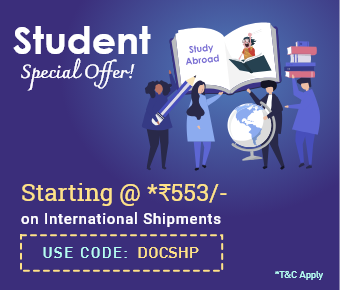 Student
Special Offer!
Study
Abroad
Starting @ *₹553/-
on International Shipments
USE CODE: DOCSHP
*T&C Apply